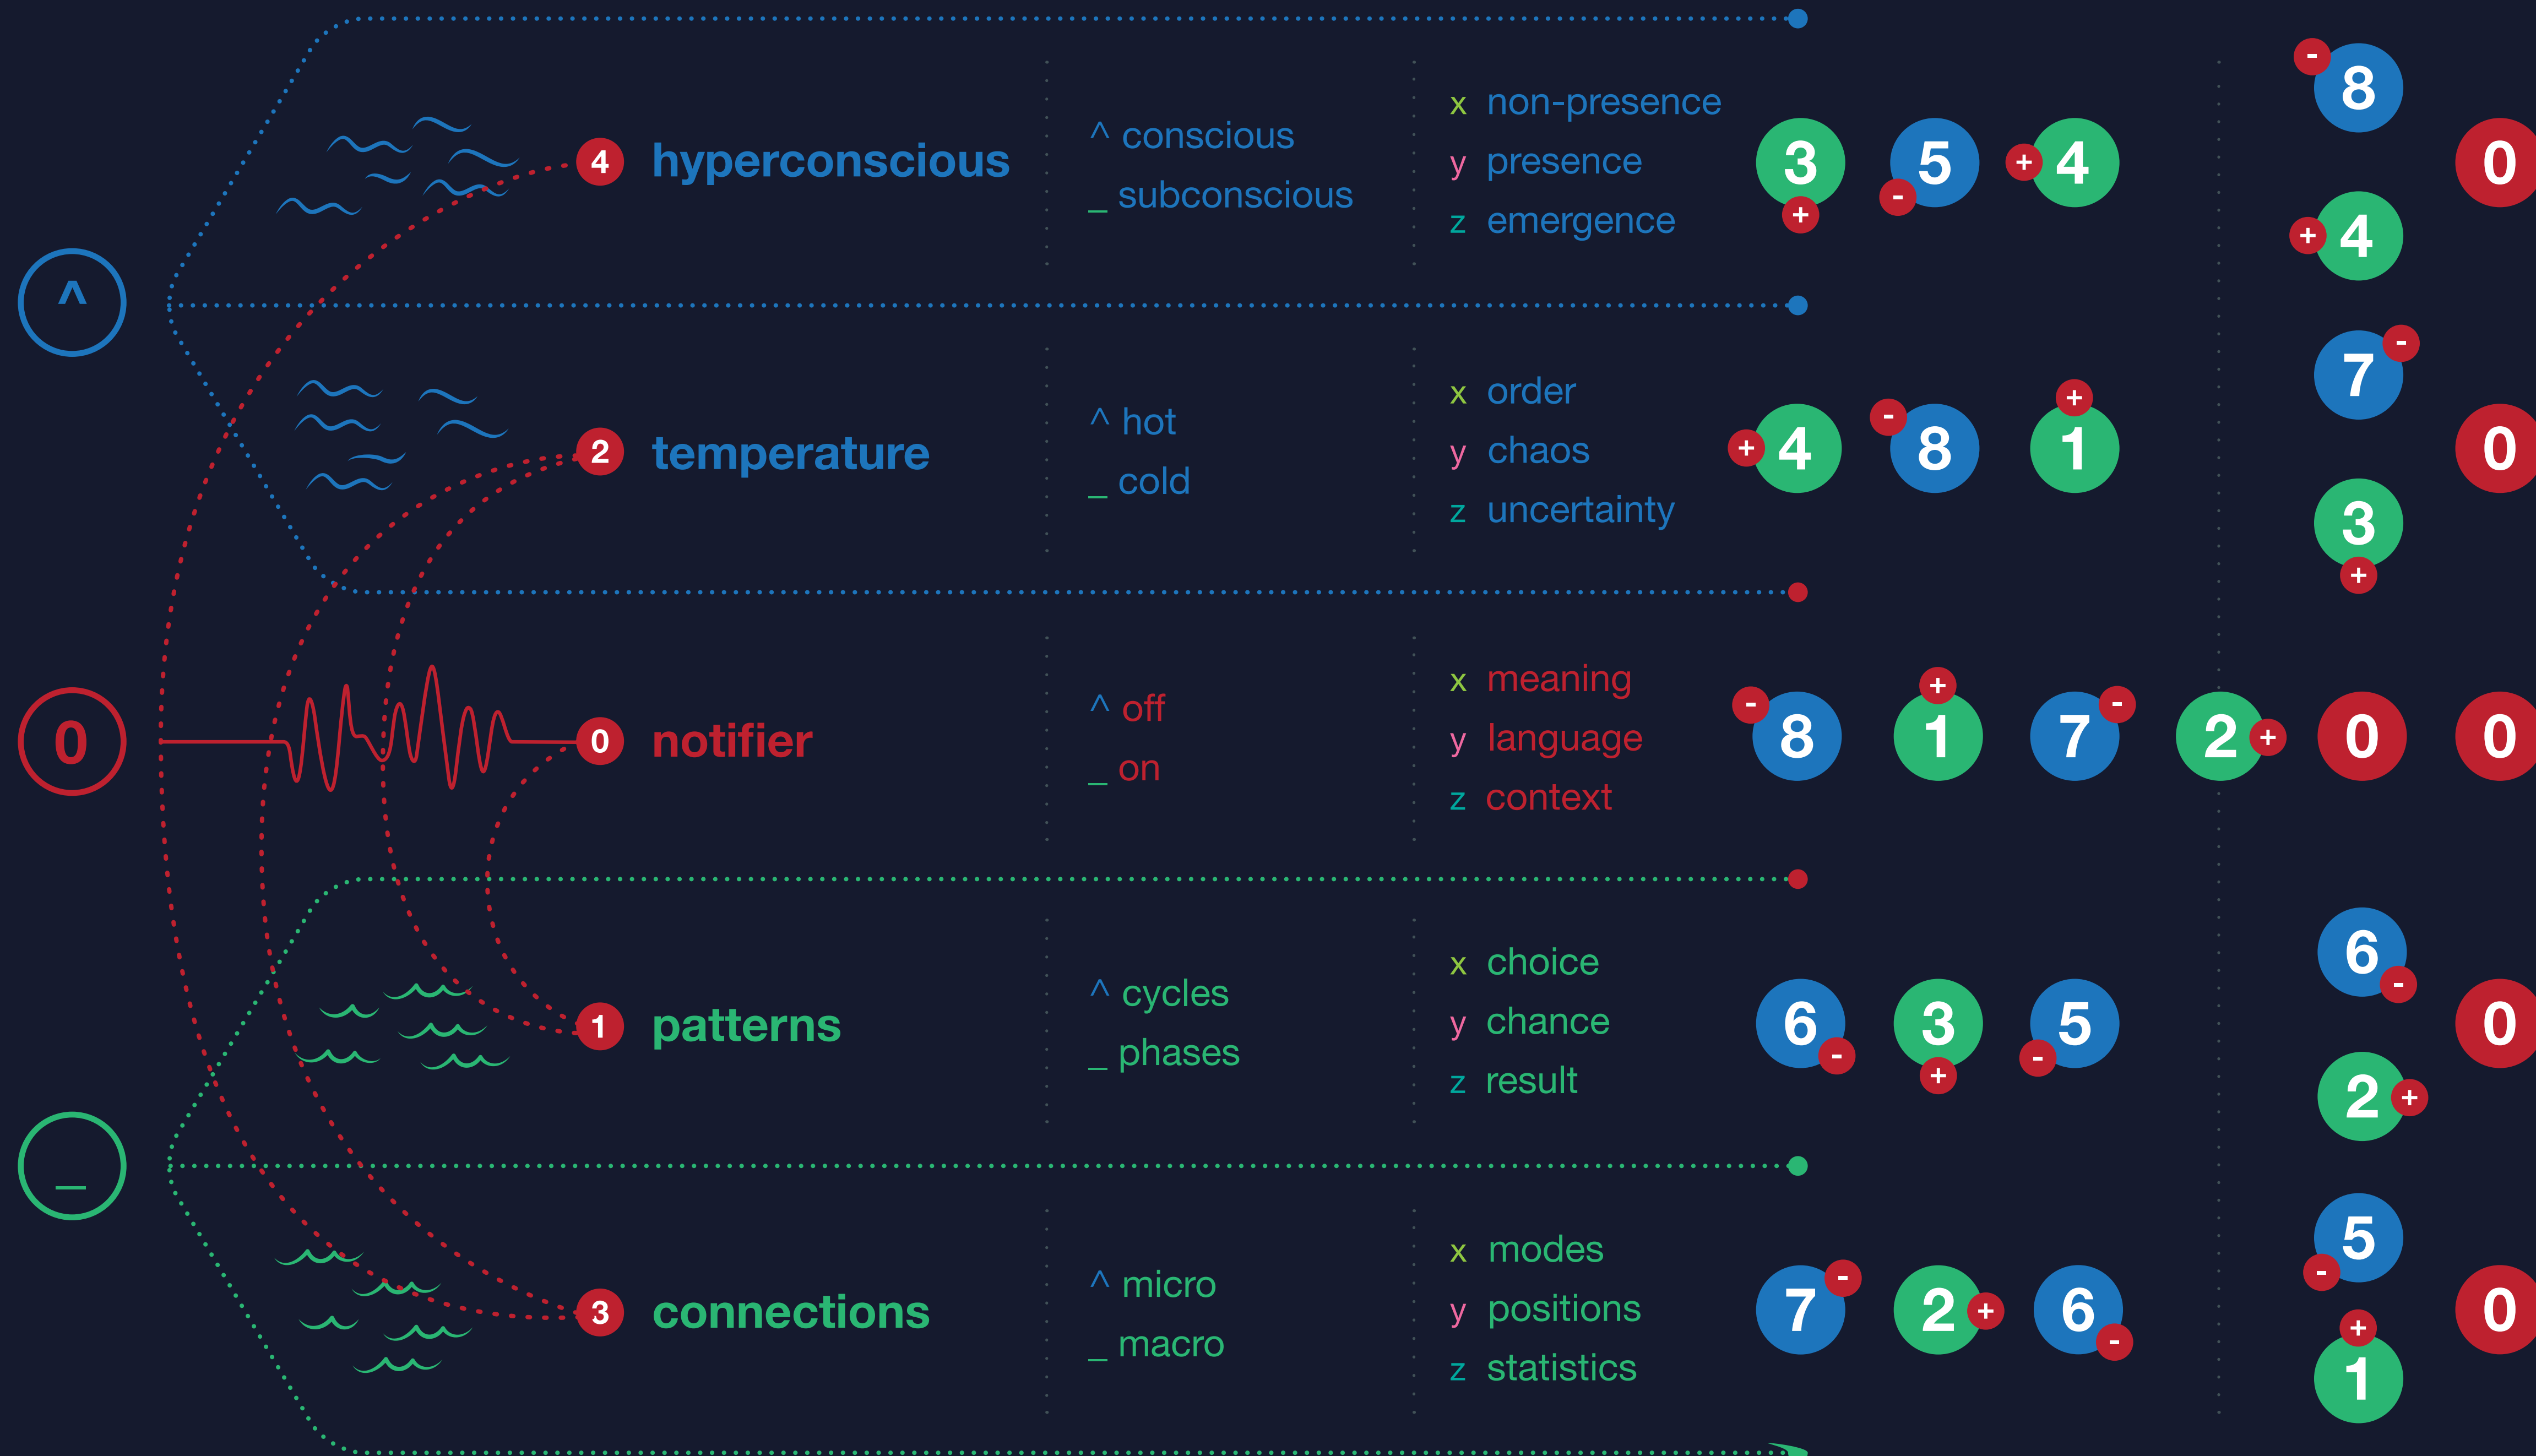 - 8
4 hyperconscious
^ conscious
_ subconscious
x non-presence
y presence
z emergence
3 +
5 -
+ 4
0
+ 4
^
2 temperature
^ hot
_ cold
x order
y chaos
z uncertainty
+ 4
- 8
+ 1
7 -
0
3 +
0
0 notifier
^ off
_ on
x meaning
y language
z context
- 8
+ 1
7 -
2 +
0
0
1 patterns
^ cycles
_ phases
x choice
y chance
z result
6 -
3 +
5 -
6 -
0
2 +
_
3 connections
^ micro
_ macro
x modes
y positions
z statistics
7 -
2 +
6 -
5 -
0
+ 1